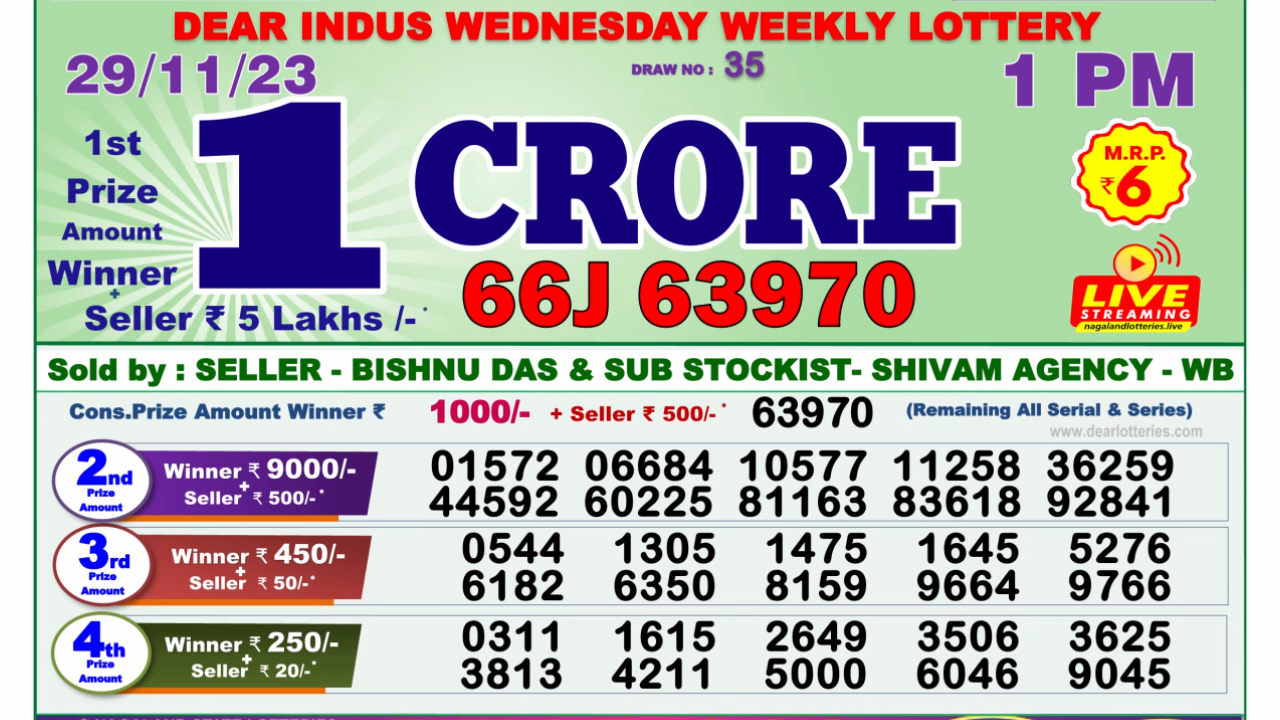 DEAR INDUS WEDNESDAY WEEKLY LOTTERY
29/11/23
DRAW NO : 35
1 PM
1st
Prize
Amount
Winner
+
Seller ₹ 5 Lakhs /-*
1 CRORE
66J 63970
M.R.P.
₹6
LIVE
STREAMING
nagalandlotteries.live
Sold by : SELLER - BISHNU DAS & SUB STOCKIST- SHIVAM AGENCY - WB
Cons.Prize Amount Winner ₹ 1000/- + Seller ₹ 500/-* 63970 (Remaining All Serial & Series)
www.dearlotteries.com
2nd
Prize
Amount
Winner ₹ 9000/-
+
Seller ₹ 500/-*
01572 06684 10577 11258 36259
44592 60225 81163 83618 92841
3rd
Prize
Amount
Winner ₹ 450/-
+
Seller ₹ 50/-*
0544 1305 1475 1645 5276
6182 6350 8159 9664 9766
4th
Prize
Amount
Winner ₹ 250/-
+
Seller ₹ 20/-*
0311 1615 2649 3506 3625
3813 4211 5000 6046 9045